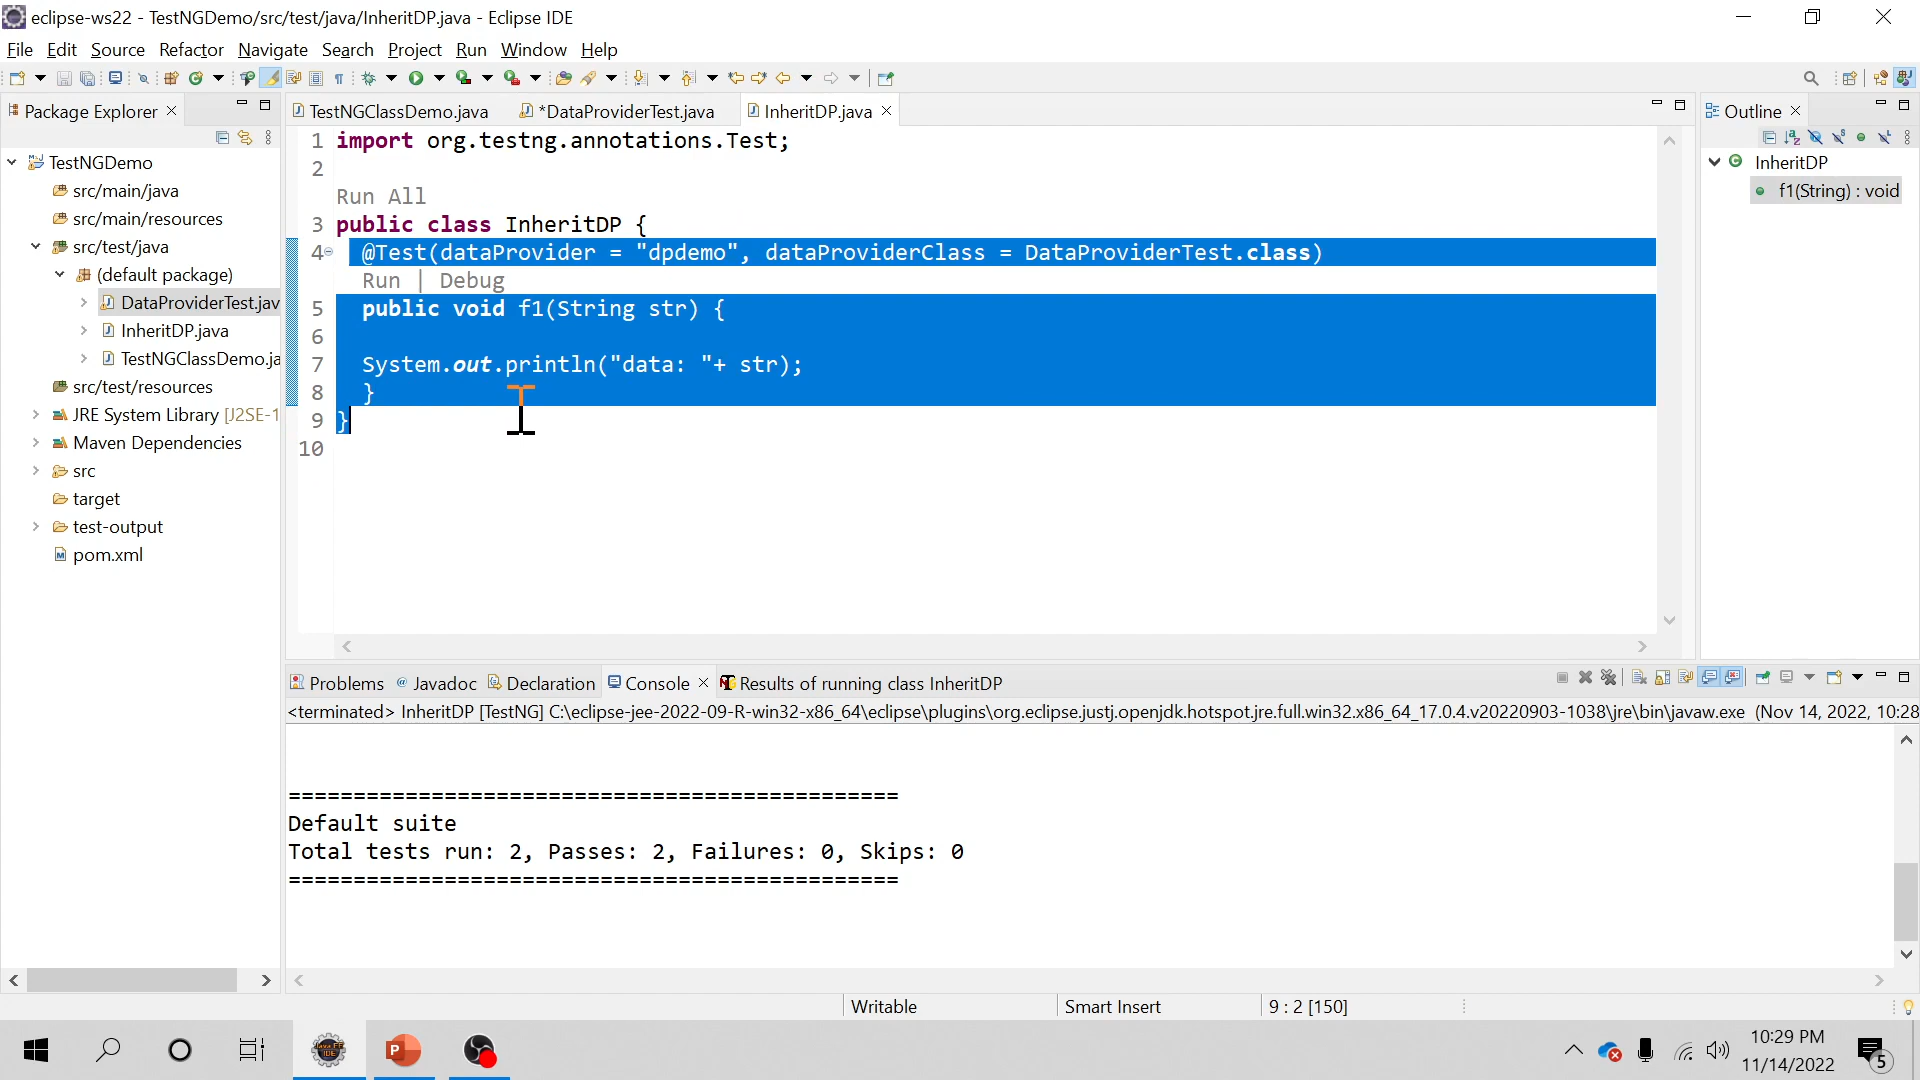 eclipse-ws22 - TestNGDemo/src/test/java/InheritDP.java - Eclipse IDE
File Edit Source Refactor Navigate Search Project Run Window Help
Package Explorer
TestNGClassDemo.java *DataProviderTest.java InheritDP.java
Outline
TestNGDemo
src/main/java
src/main/resources
src/test/java
(default package)
DataProviderTest.jav
InheritDP.java
TestNGClassDemo.ja
src/test/resources
JRE System Library [J2SE-1
Maven Dependencies
src
target
test-output
pom.xml
1 import org.testng.annotations.Test;
2
Run All
3 public class InheritDP {
4 @Test(dataProvider = "dpdemo", dataProviderClass = DataProviderTest.class)
Run | Debug
5 public void f1(String str) {
6
7 System.out.println("data: "+ str);
8 }
9 }
10
InheritDP
f1(String) : void
Problems @ Javadoc Declaration Console Results of running class InheritDP
<terminated> InheritDP [TestNG] C:\eclipse-jee-2022-09-R-win32-x86_64\eclipse\plugins\org.eclipse.justj.openjdk.hotspot.jre.full.win32.x86_64_17.0.4.v20220903-1038\jre\bin\javaw.exe (Nov 14, 2022, 10:28
===============================================
Default suite
Total tests run: 2, Passes: 2, Failures: 0, Skips: 0
===============================================
Writable Smart Insert 9 : 2 [150]
10:29 PM
11/14/2022
5